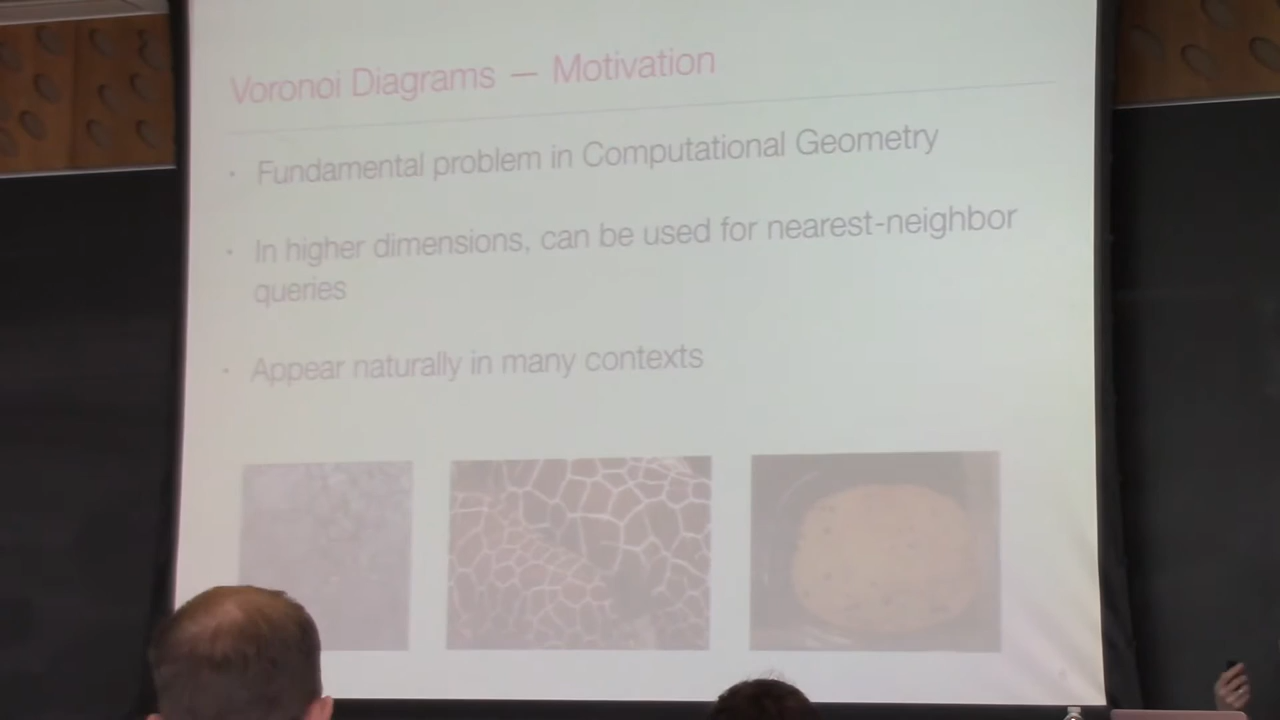 Voronoi Diagrams — Motivation
• Fundamental problem in Computational Geometry
• In higher dimensions, can be used for nearest-neighbor
queries
• Appear naturally in many contexts